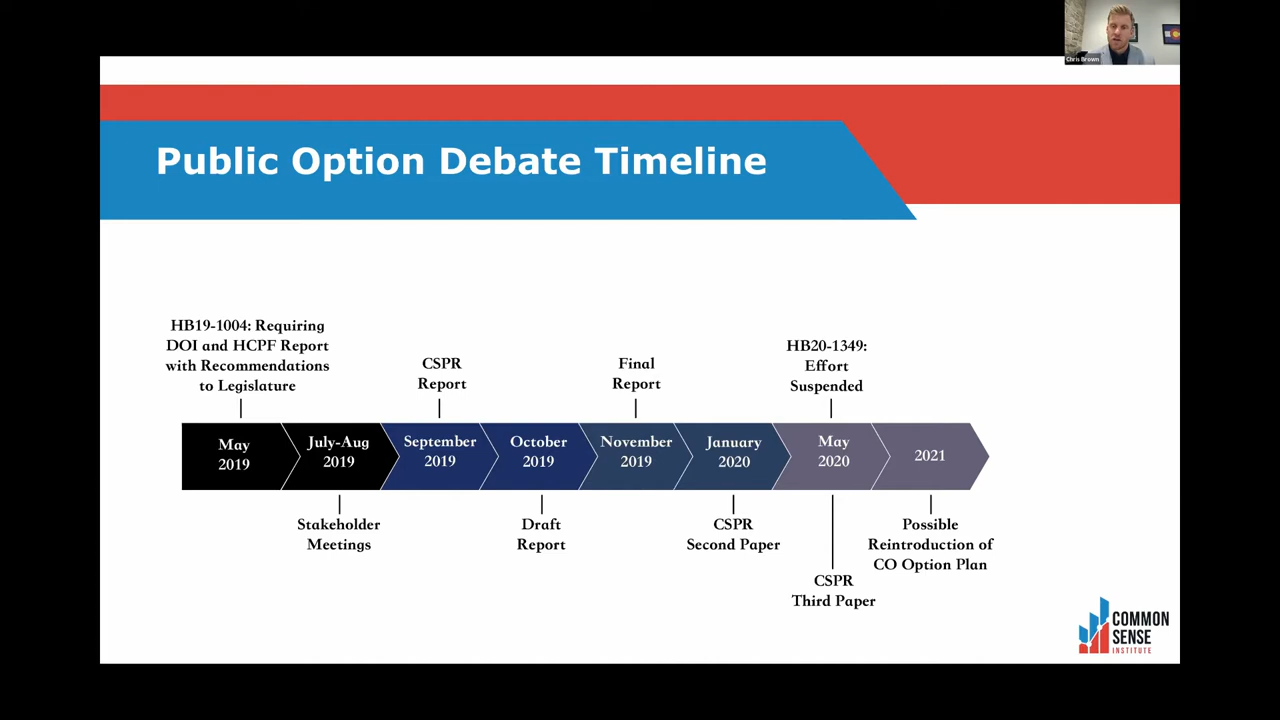 Chris Brown
Public Option Debate Timeline
HB19-1004: Requiring
DOI and HCPF Report
with Recommendations
to Legislature
CSPR
Report
Final
Report
HB20-1349:
Effort
Suspended
May
2019
July-Aug
2019
September
2019
October
2019
November
2019
January
2020
May
2020
2021
Stakeholder
Meetings
Draft
Report
CSPR
Second Paper
CSPR
Third Paper
Possible
Reintroduction of
CO Option Plan
COMMON
SENSE
INSTITUTE